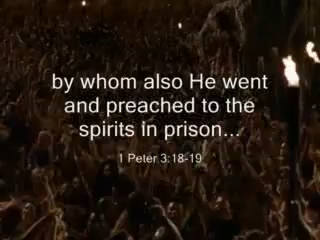 by whom also He went
and preached to the
spirits in prison...
1 Peter 3:18-19